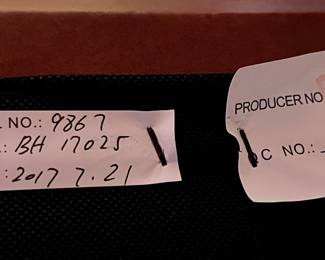 NO.: 9867
.: BH 17025
: 2017 7.21
PRODUCER NO
C NO.: